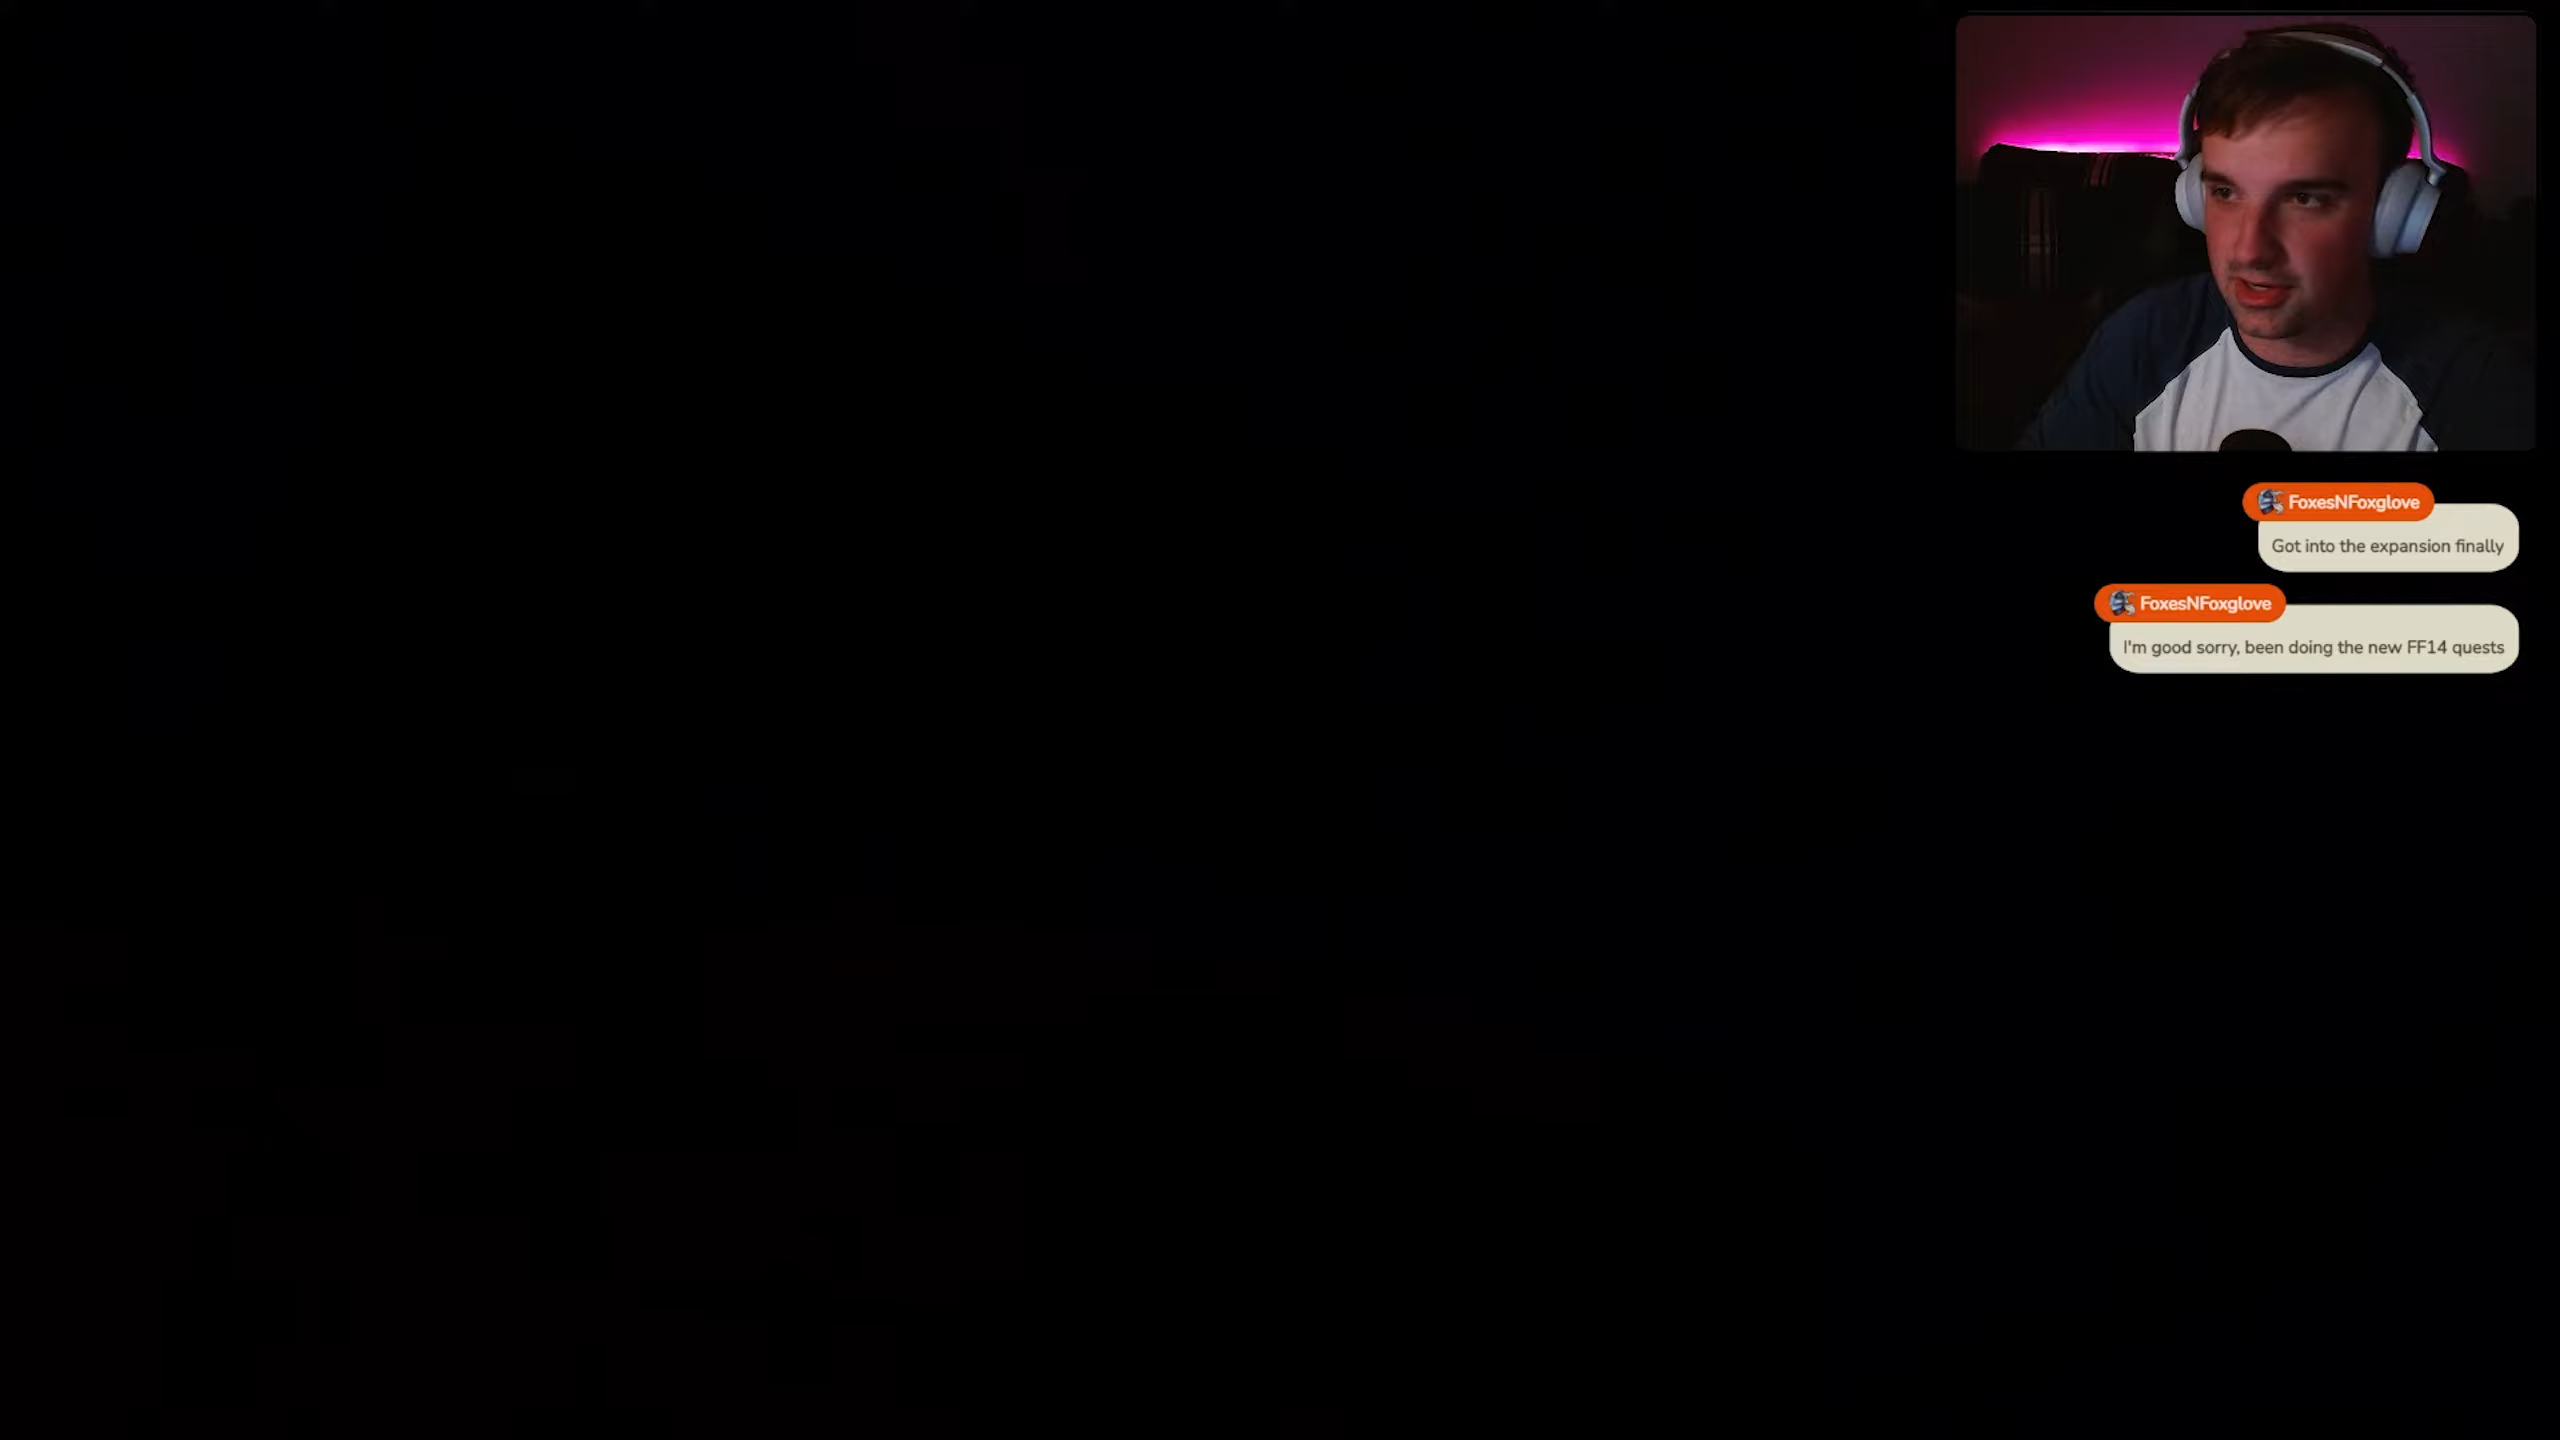 FoxesNFoxglove
Got into the expansion finally
FoxesNFoxglove
I'm good sorry, been doing the new FF14 quests